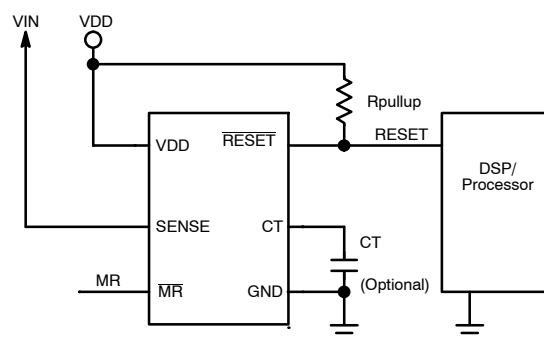 VIN
VDD
Rpullup
VDD
RESET
RESET
DSP/
Processor
SENSE
CT
CT
(Optional)
MR
MR
GND